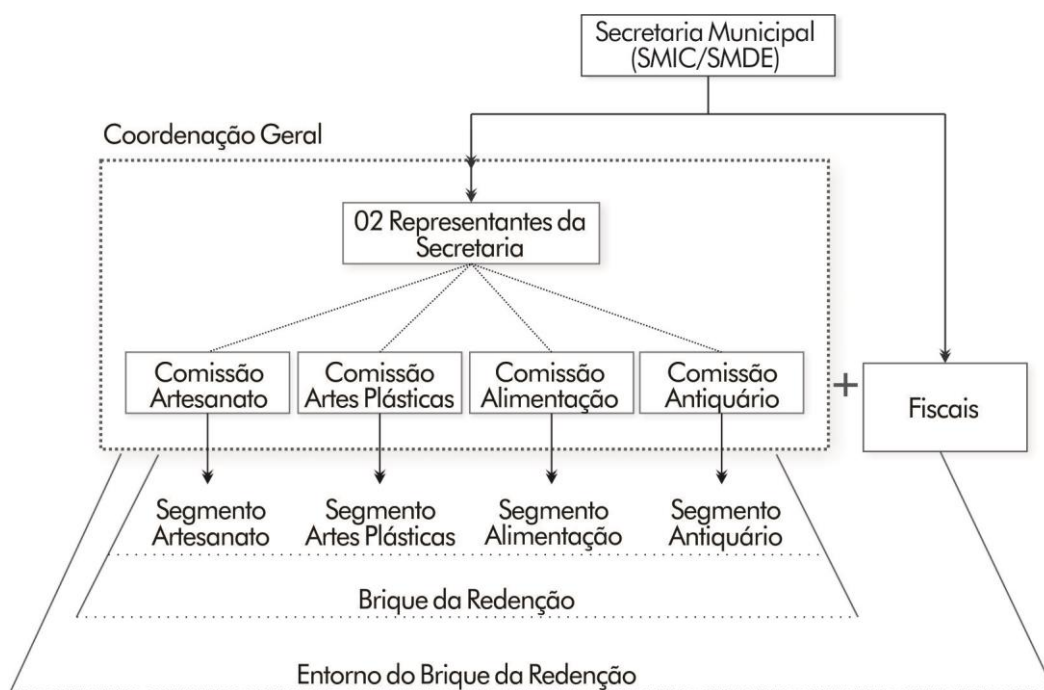 Secretaria Municipal
(SMIC/SMDE)
Coordenação Geral
02 Representantes da
Secretaria
Comissão
Artesanato
Comissão
Artes Plásticas
Comissão
Alimentação
Comissão
Antiquário
+
Fiscais
Segmento
Artesanato
Segmento
Artes Plásticas
Segmento
Alimentação
Segmento
Antiquário
Brique da Redenção
Entorno do Brique da Redenção